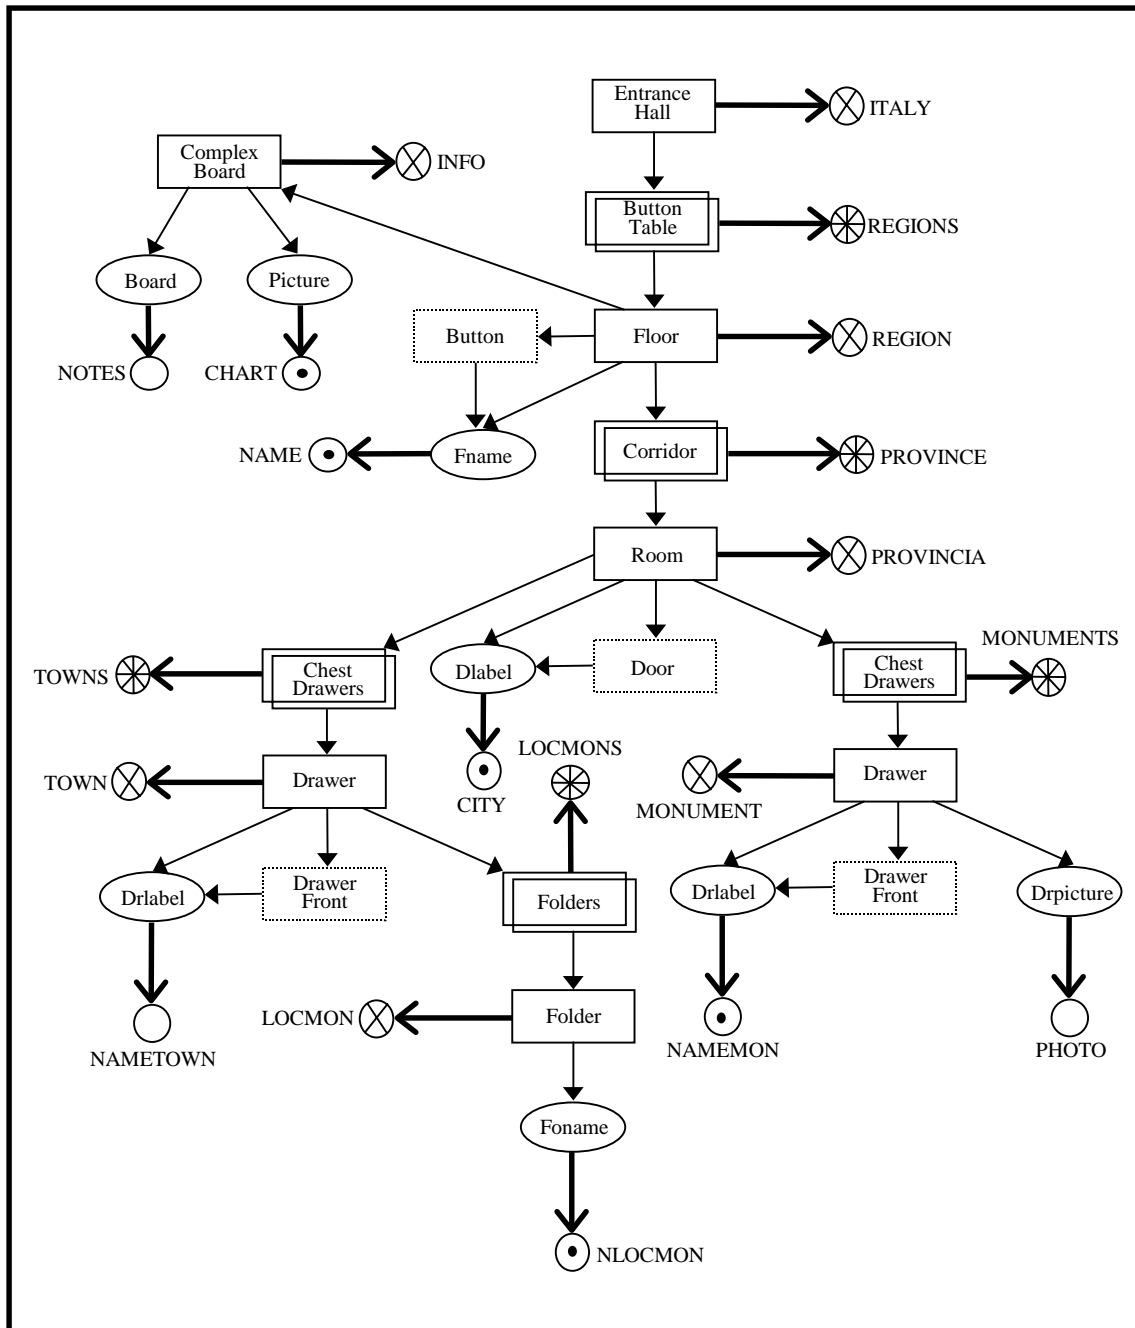 Entrance
Hall
ITALY
Complex
Board
INFO
Button
Table
REGIONS
Board
Picture
Button
Floor
REGION
NOTES
CHART
NAME
Fname
Corridor
PROVINCE
Room
PROVINCIA
TOWNS
Chest
Drawers
Dlabel
Door
Chest
Drawers
MONUMENTS
TOWN
Drawer
CITY
LOCMONS
MONUMENT
Drawer
Drlabel
Drawer
Front
Folders
Drlabel
Drawer
Front
Drpicture
NAMETOWN
LOCMON
Folder
NAMEMON
PHOTO
Foname
NLOCMON